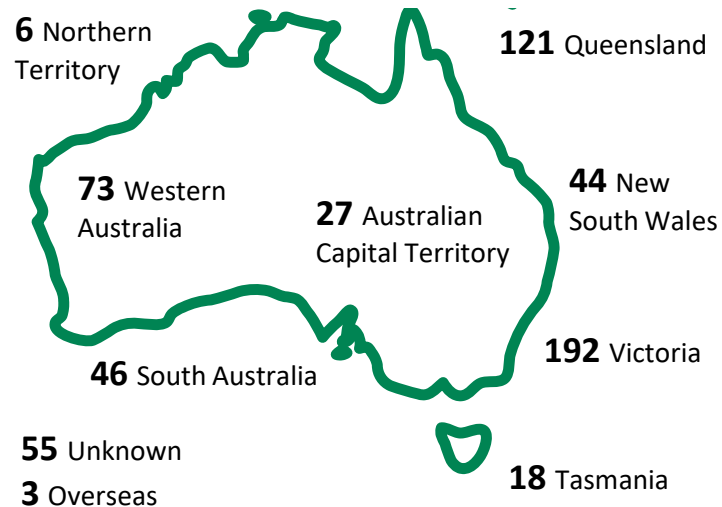 6 Northern
Territory
121 Queensland
73 Western
Australia
27 Australian
Capital Territory
44 New
South Wales
192 Victoria
46 South Australia
55 Unknown
3 Overseas
18 Tasmania